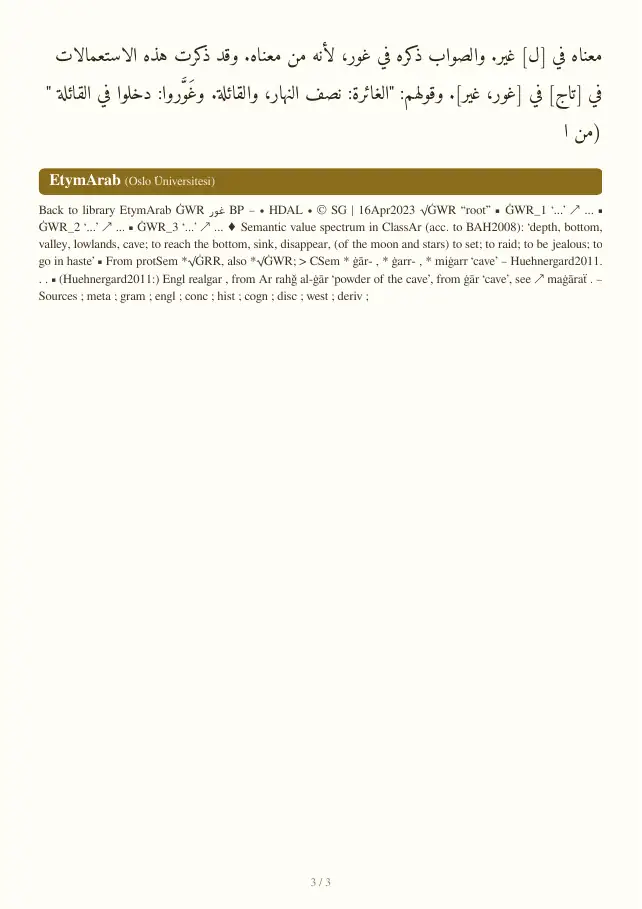 معناه في [ل] غير. والصواب ذكره في غور، لأنه من معناه. وقد ذكرت هذه الاستعمالات
في [تاج] في [غور، غير]. وقولهم: "الغائرة: نصف النهار، والقائلة. وغَوَّروا: دخلوا في القائلة "
(من ا
EtymArab (Oslo Üniversitesi)
Back to library EtymArab ĠWR غور BP – • HDAL • © SG | 16Apr2023 √ĠWR “root” ▪ ĠWR_1 ‘...’ ↗ ... ▪
ĠWR_2 ‘...’ ↗ ... ▪ ĠWR_3 ‘...’ ↗ ... ♦ Semantic value spectrum in ClassAr (acc. to BAH2008): ‘depth, bottom,
valley, lowlands, cave; to reach the bottom, sink, disappear, (of the moon and stars) to set; to raid; to be jealous; to
go in haste’ ▪ From protSem *√ĠRR, also *√ĠWR; > CSem * ġār- , * ġarr- , * miġarr ‘cave’ – Huehnergard2011.
. . ▪ (Huehnergard2011:) Engl realgar , from Ar rahǧ al-ġār ‘powder of the cave’, from ġār ‘cave’, see ↗ maġāraẗ . –
Sources ; meta ; gram ; engl ; conc ; hist ; cogn ; disc ; west ; deriv ;
3 / 3